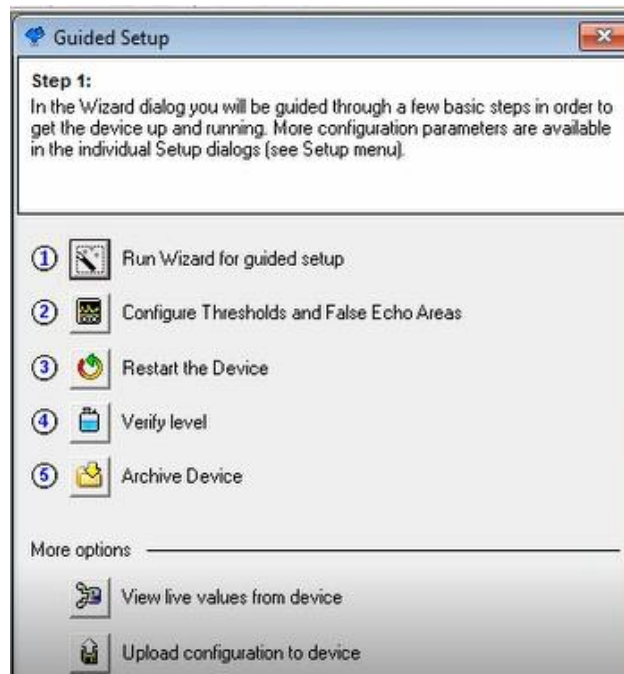 Guided Setup
Step 1:
In the Wizard dialog you will be guided through a few basic steps in order to
get the device up and running. More configuration parameters are available
in the individual Setup dialogs (see Setup menu).
1 Run Wizard for guided setup
2 Configure Thresholds and False Echo Areas
3 Restart the Device
4 Verify level
5 Archive Device
More options
View live values from device
Upload configuration to device